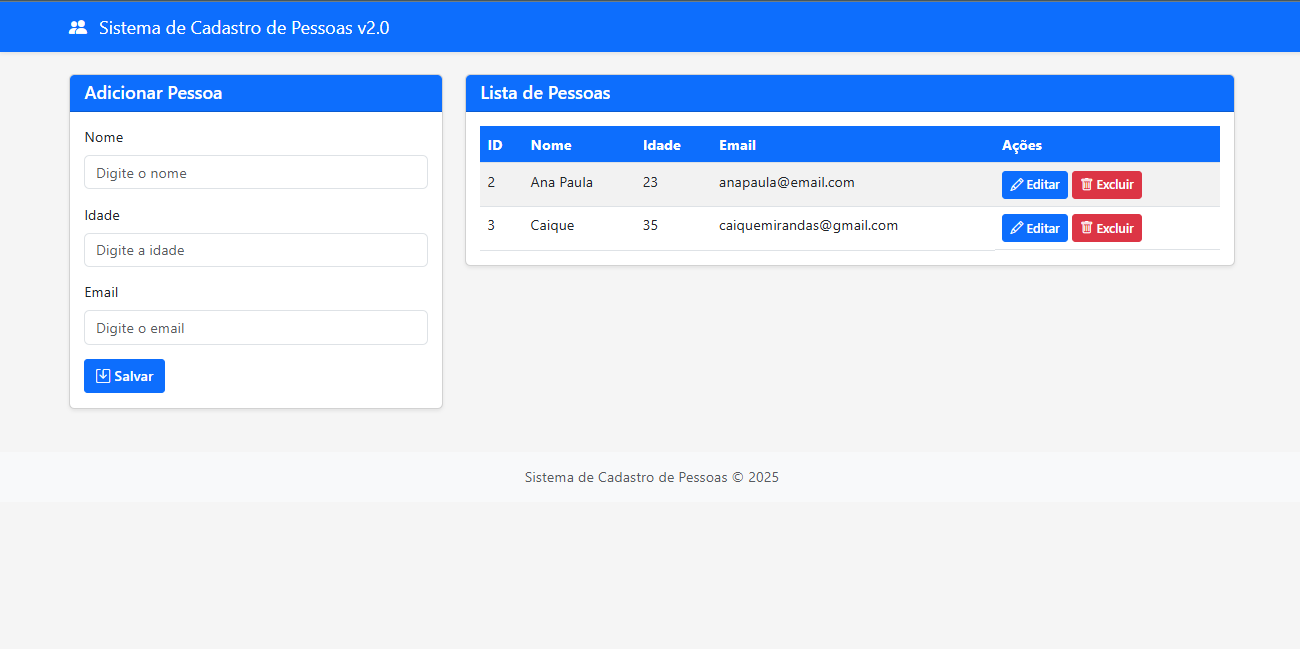 Sistema de Cadastro de Pessoas v2.0
Adicionar Pessoa
Nome
Digite o nome
Idade
Digite a idade
Email
Digite o email
Salvar
Lista de Pessoas
ID Nome Idade Email Ações
2 Ana Paula 23 anapaula@email.com Editar Excluir
3 Caique 35 caiquemirandas@gmail.com Editar Excluir
Sistema de Cadastro de Pessoas © 2025